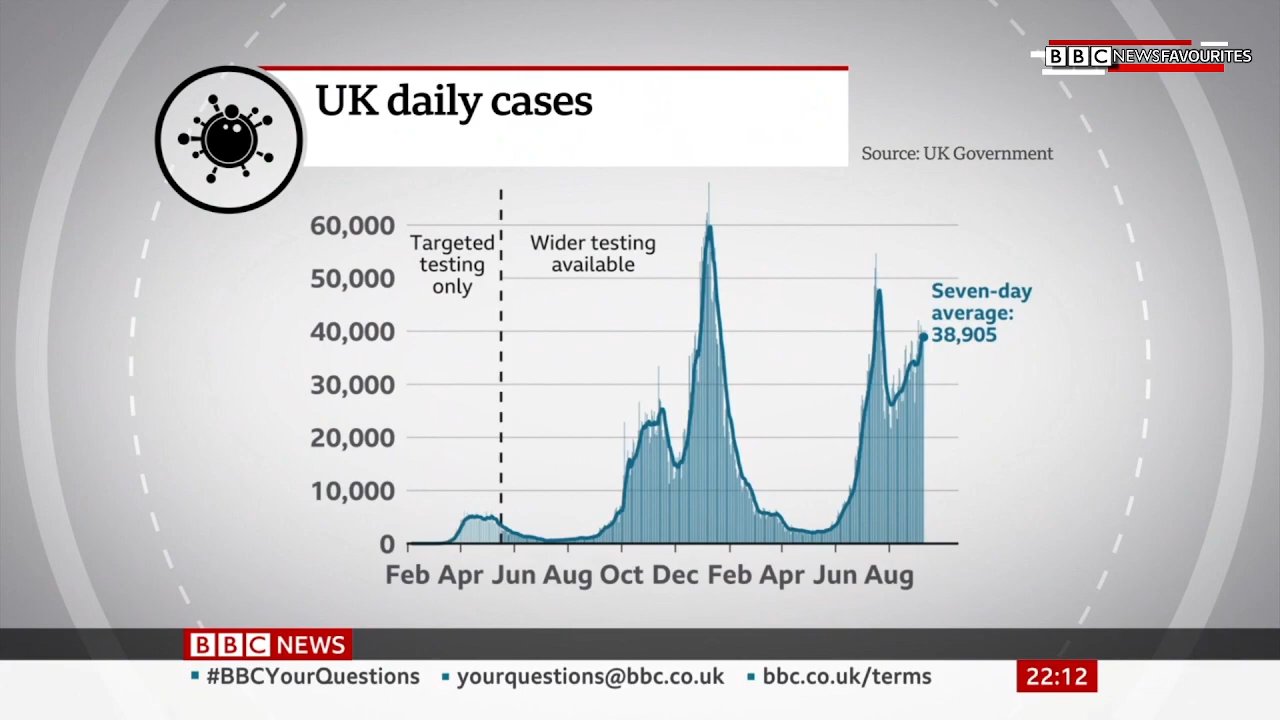 BBC NEWSFAVOURITES
UK daily cases
Source: UK Government
60,000
50,000
40,000
30,000
20,000
10,000
0
Targeted
testing
only
Wider testing
available
Seven-day
average:
38,905
Feb Apr Jun Aug Oct Dec Feb Apr Jun Aug
BBC NEWS
#BBCYourQuestions yourquestions@bbc.co.uk bbc.co.uk/terms 22:12